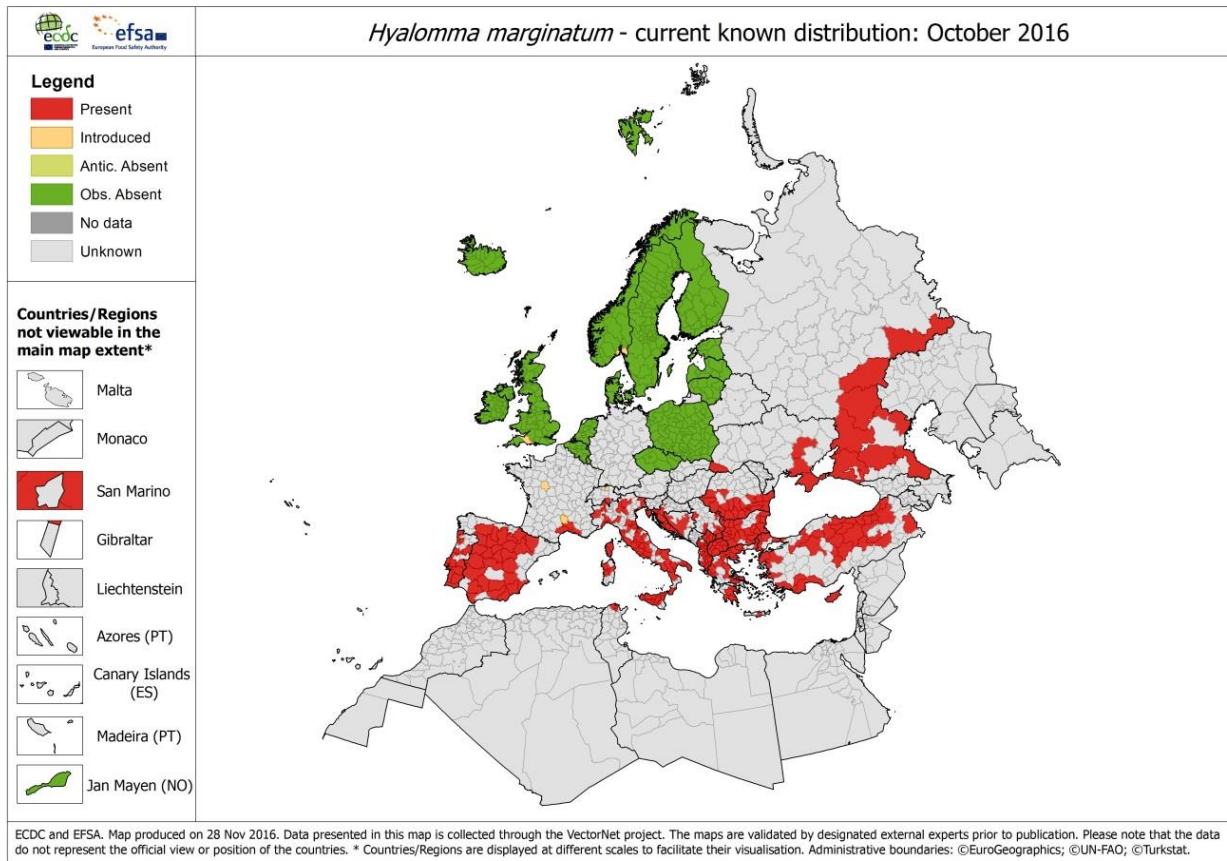 ecdc
efsa
European Food Safety Authority
Hyalomma marginatum - current known distribution: October 2016
Legend
Present
Introduced
Antic. Absent
Obs. Absent
No data
Unknown
Countries/Regions
not viewable in the
main map extent*
Malta
Monaco
San Marino
Gibraltar
Liechtenstein
Azores (PT)
Canary Islands
(ES)
Madeira (PT)
Jan Mayen (NO)
ECDC and EFSA. Map produced on 28 Nov 2016. Data presented in this map is collected through the VectorNet project. The maps are validated by designated external experts prior to publication. Please note that the data
do not represent the official view or position of the countries. * Countries/Regions are displayed at different scales to facilitate their visualisation. Administrative boundaries: ©EuroGeographics; ©UN-FAO; ©Turkstat.